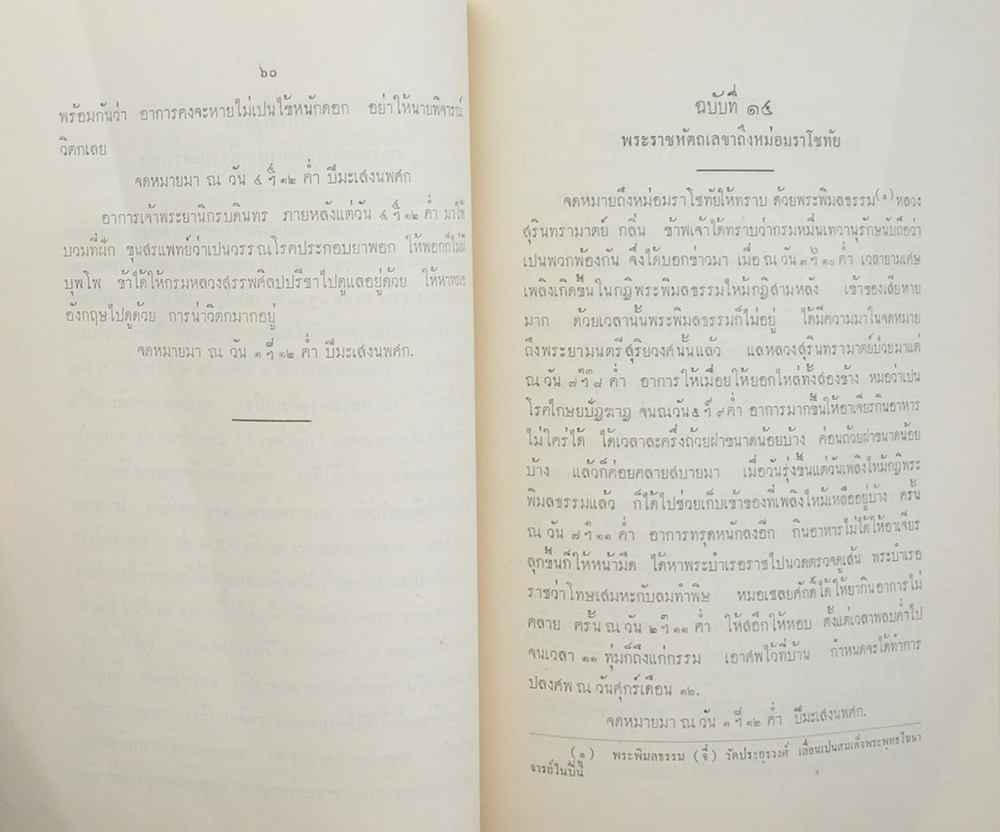 ๖๐
พร้อมกันว่า อาการคงจะหายไม่เปนไข้หนักดอก อย่าให้นายพิจารณ์
วิตกเลย
จดหมายมา ณ วัน ๔ ฯ ๑๒ ค่ำ ปีมะเสงนพศก
อาการเจ้าพระยานิกรบดินทร ภายหลังแต่วัน ๔ ฯ ๑๒ ค่ำ มาให้
บวมที่ฝัก ขุนสรแพทย์ว่าเปนวรรณโรคประกอบยาพอก ให้พอกก็ไม่มี
บุพโพ ข้าได้ให้กรมหลวงสรรพศิลปปรีชาไปดูแลอยู่ด้วย ให้หาหมอ
อังกฤษไปดูด้วย การน่าวิตกมากอยู่
จดหมายมา ณ วัน ๑ ฯ ๑๒ ค่ำ ปีมะเสงนพศก.
ฉบับที่ ๑๔
พระราชหัตถเลขาถึงหม่อมราโชทัย
จดหมายถึงหม่อมราโชทัยให้ทราบ ด้วยพระพิมลธรรม(๑) หลวง
สุรินทรามาตย์ กลิ่น ข้าพเจ้าได้ทราบว่ากรมหมื่นเทวานุรักษนับถือว่า
เปนพวกพ้องกัน จึ่งได้บอกข่าวมา เมื่อ ณ วัน ๓ ฯ ๑๐ ค่ำ เวลายามเศษ
เพลิงเกิดขึ้นในกุฎิพระพิมลธรรมไหม้กุฎิสามหลัง เข้าของเสียหาย
มาก ด้วยเวลานั้นพระพิมลธรรมก็ไม่อยู่ ได้มีความมาในจดหมาย
ถึงพระยามนตรีสุริยวงศ์นั้นแล้ว แลหลวงสุรินทรามาตย์ป่วยมาแต่
ณ วัน ๗ ฯ ๘ ค่ำ อาการให้เมื่อยให้ยอกไหล่ทั้งสองข้าง หมอว่าเปน
โรคไกษยปัฎฆาฎ จน ณ วัน ๕ ฯ ๙ ค่ำ อาการมากขึ้นให้อาเจียรกินอาหาร
ไม่ใคร่ได้ ได้เวลาละครึ่งถ้วยฝาขนาดน้อยบ้าง ค่อนถ้วยฝาขนาดน้อย
บ้าง แล้วก็ค่อยคลายสบายมา เมื่อวันรุ่งขึ้นแต่วันเพลิงไหม้กุฎิพระ
พิมลธรรมแล้ว ก็ได้ไปช่วยเก็บเข้าของที่เพลิงไหม้เหลืออยู่บ้าง ครั้น
ณ วัน ๗ ฯ ๑๑ ค่ำ อาการทรุดหนักลงอีก กินอาหารไม่ได้ให้อาเจียร
ลุกขึ้นก็ให้หน้ามืด ได้หาพระบำเรอราชไปนวดตรวจดูเส้น พระบำเรอ
ราชว่าโทษเสมหะกับลมทำพิษ หมอเชลยศักดิ์ได้ให้ยากินอาการไม่
คลาย ครั้น ณ วัน ๒ ฯ ๑๑ ค่ำ ให้สอึกให้หอบ ตั้งแต่เวลาพลบค่ำไป
จนเวลา ๑๑ ทุ่มก็ถึงแก่กรรม เอาศพไว้ที่บ้าน กำหนดจะได้ทำการ
ปลงศพ ณ วันศุกร์เดือน ๑๒.
จดหมายมา ณ วัน ๑ ฯ ๑๒ ค่ำ ปีมะเสงนพศก.
(๑) พระพิมลธรรม (จี่) วัดประยุรวงศ์ เลื่อนเปนสมเด็จพระพุทธโฆษา
จารย์ในปีนี้